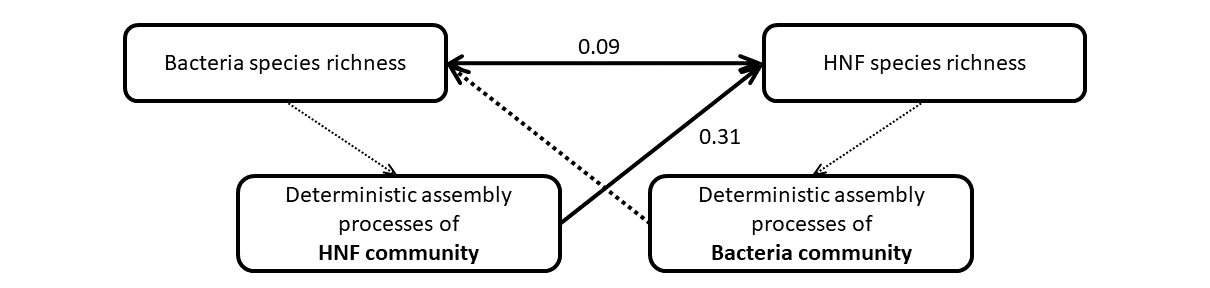 Bacteria species richness
0.09
HNF species richness
0.31
Deterministic assembly
processes of
HNF community
Deterministic assembly
processes of
Bacteria community